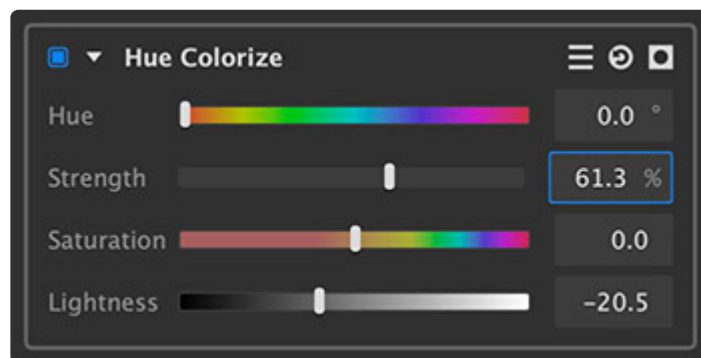 Hue Colorize
Hue 0.0 °
Strength 61.3 %
Saturation 0.0
Lightness -20.5